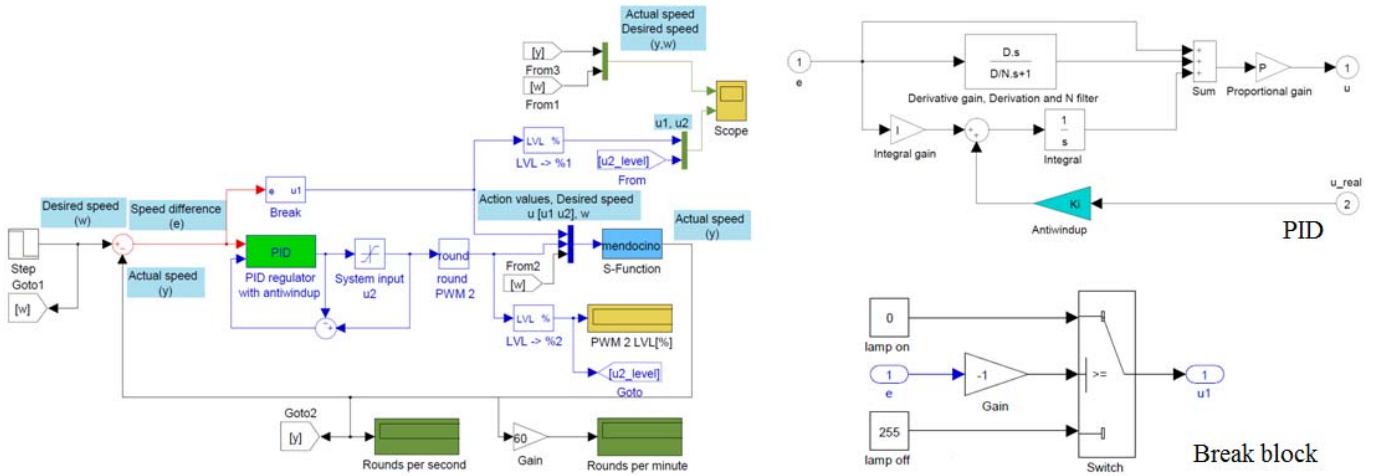 Actual speed
Desired speed
(y,w)
[y]
From3
[w]
From1
Scope
u1, u2
LVL %
LVL -> %1
[u2_level]
From
e u1
Break
Desired speed
(w)
Speed difference
(e)
Action values, Desired speed
u [u1 u2], w
Actual speed
(y)
Step
Goto1
[w]
Actual speed
(y)
PID
PID regulator
with antiwindup
System input
u2
round
round
PWM 2
From2
[w]
mendocino
S-Function
LVL %
LVL -> %2
PWM 2 LVL[%]
[u2_level]
Goto
Goto2
[y]
Rounds per second
60
Gain
Rounds per minute
1
e
D.s
D/N.s+1
Derivative gain, Derivation and N filter
+
+
+
Sum
P
Proportional gain
1
u
I
Integral gain
+
+
1
s
Integral
Ki
Antiwindup
u_real
2
PID
0
lamp on
1
e
-1
Gain
>=
1
u1
255
lamp off
Switch
Break block